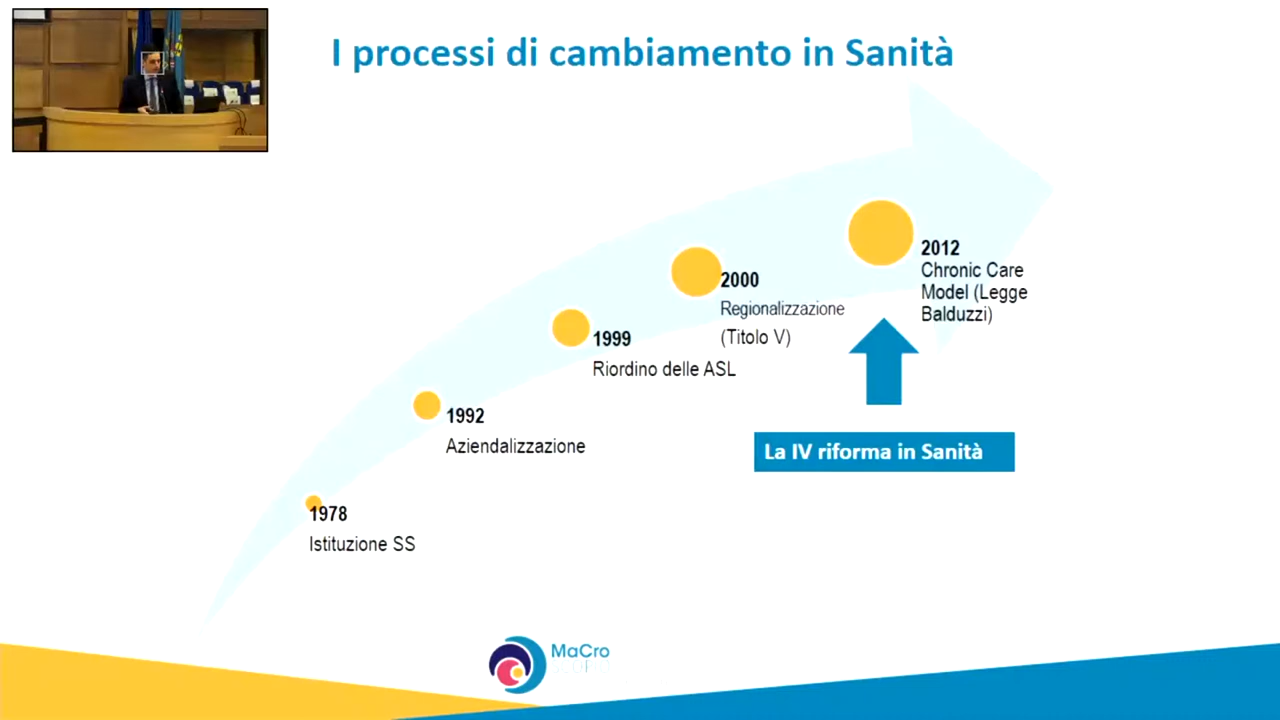 I processi di cambiamento in Sanità
2012
Chronic Care
Model (Legge
Balduzzi)
2000
Regionalizzazione
(Titolo V)
1999
Riordino delle ASL
1992
Aziendalizzazione
La IV riforma in Sanità
1978
Istituzione SS
MaCro